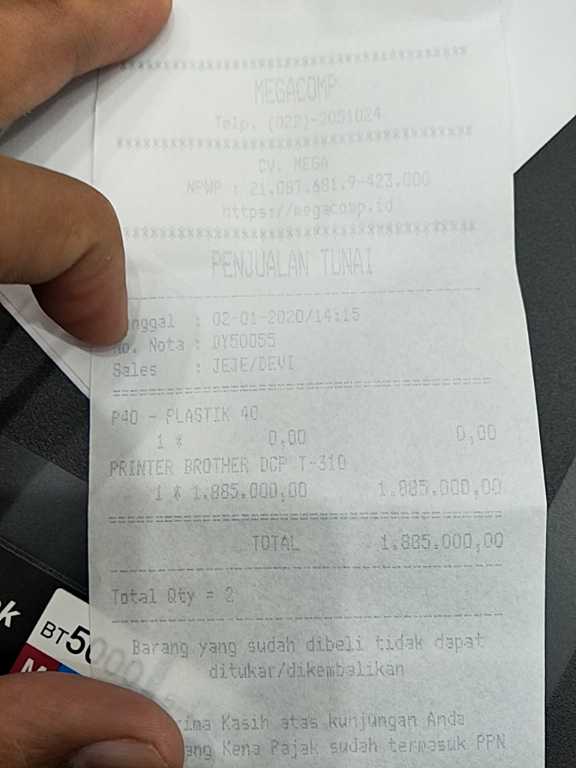 *****************************************
MEGACOMP
Telp. (022)-2051024
*****************************************
CV. MEGA
NPWP : 21.087.681.9-423.000
https://megacomp.id
*****************************************
PENJUALAN TUNAI
nggal : 02-01-2020/14:15
No. Nota : DY50055
Sales : JEJE/DEVI
P40 - PLASTIK 40
1 * 0,00 0,00
PRINTER BROTHER DCP T-310
1 * 1.885.000,00 1.885.000,00
TOTAL 1.885.000,00
Total Qty = 2
Barang yang sudah dibeli tidak dapat
ditukar/dikembalikan
ima Kasih atas kunjungan Anda
ang Kena Pajak sudah termasuk PPN
BT5000